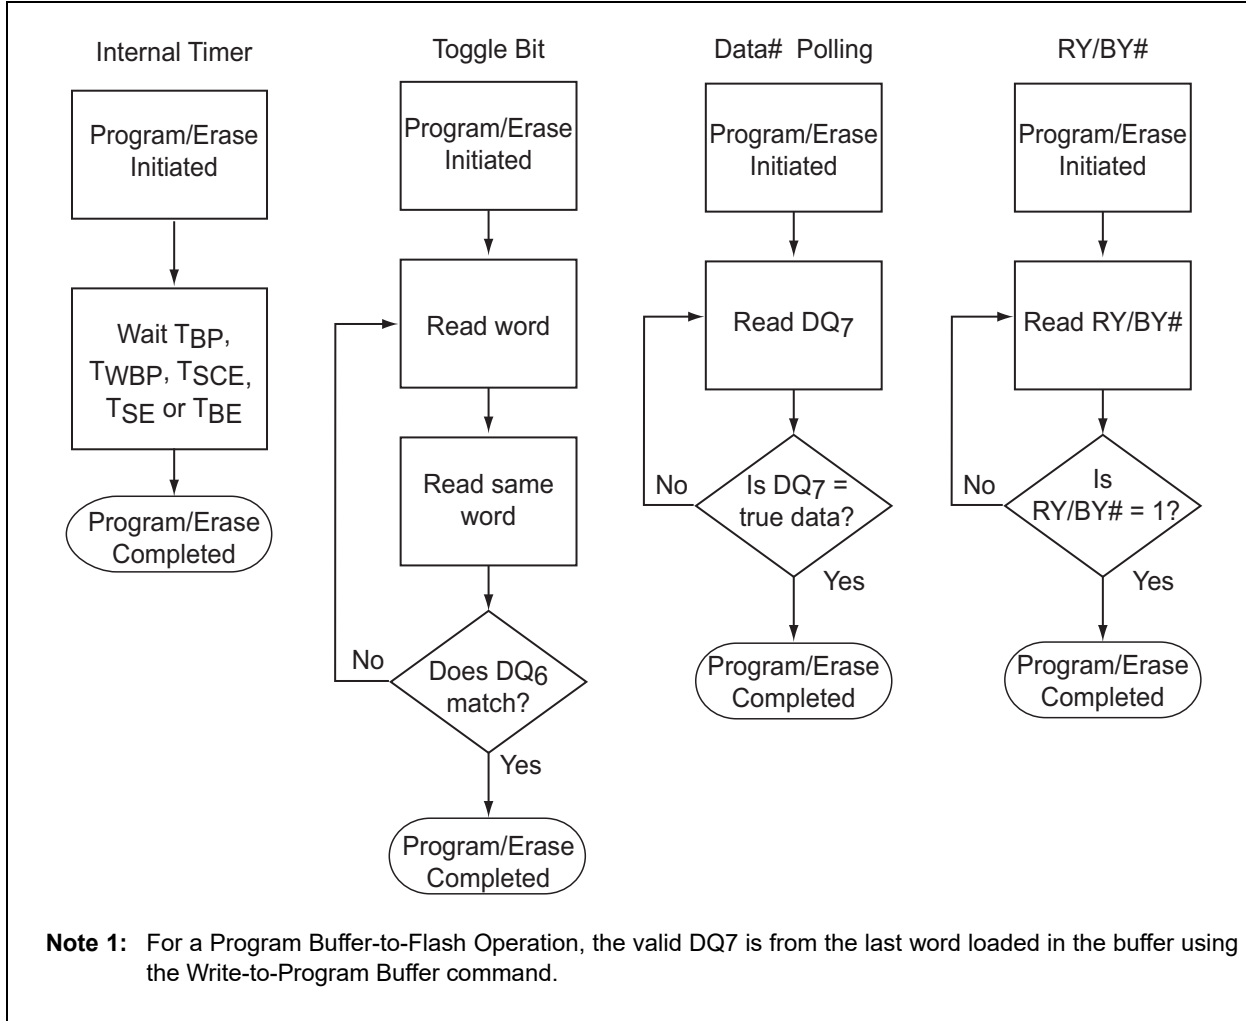 Internal Timer
Program/Erase
Initiated
Wait TBP,
TWBP, TSCE,
TSE or TBE
Program/Erase
Completed
Toggle Bit
Program/Erase
Initiated
Read word
Read same
word
Does DQ6
match?
No
Yes
Program/Erase
Completed
Data# Polling
Program/Erase
Initiated
Read DQ7
Is DQ7 =
true data?
No
Yes
Program/Erase
Completed
RY/BY#
Program/Erase
Initiated
Read RY/BY#
Is
RY/BY# = 1?
No
Yes
Program/Erase
Completed
Note 1: For a Program Buffer-to-Flash Operation, the valid DQ7 is from the last word loaded in the buffer using
the Write-to-Program Buffer command.